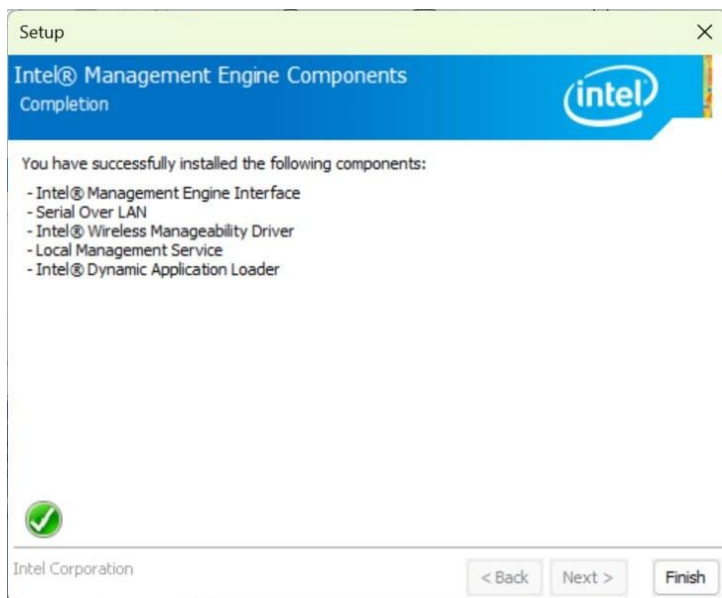 Setup
Intel® Management Engine Components
Completion
intel
You have successfully installed the following components:
- Intel® Management Engine Interface
- Serial Over LAN
- Intel® Wireless Manageability Driver
- Local Management Service
- Intel® Dynamic Application Loader
Intel Corporation
< Back Next > Finish